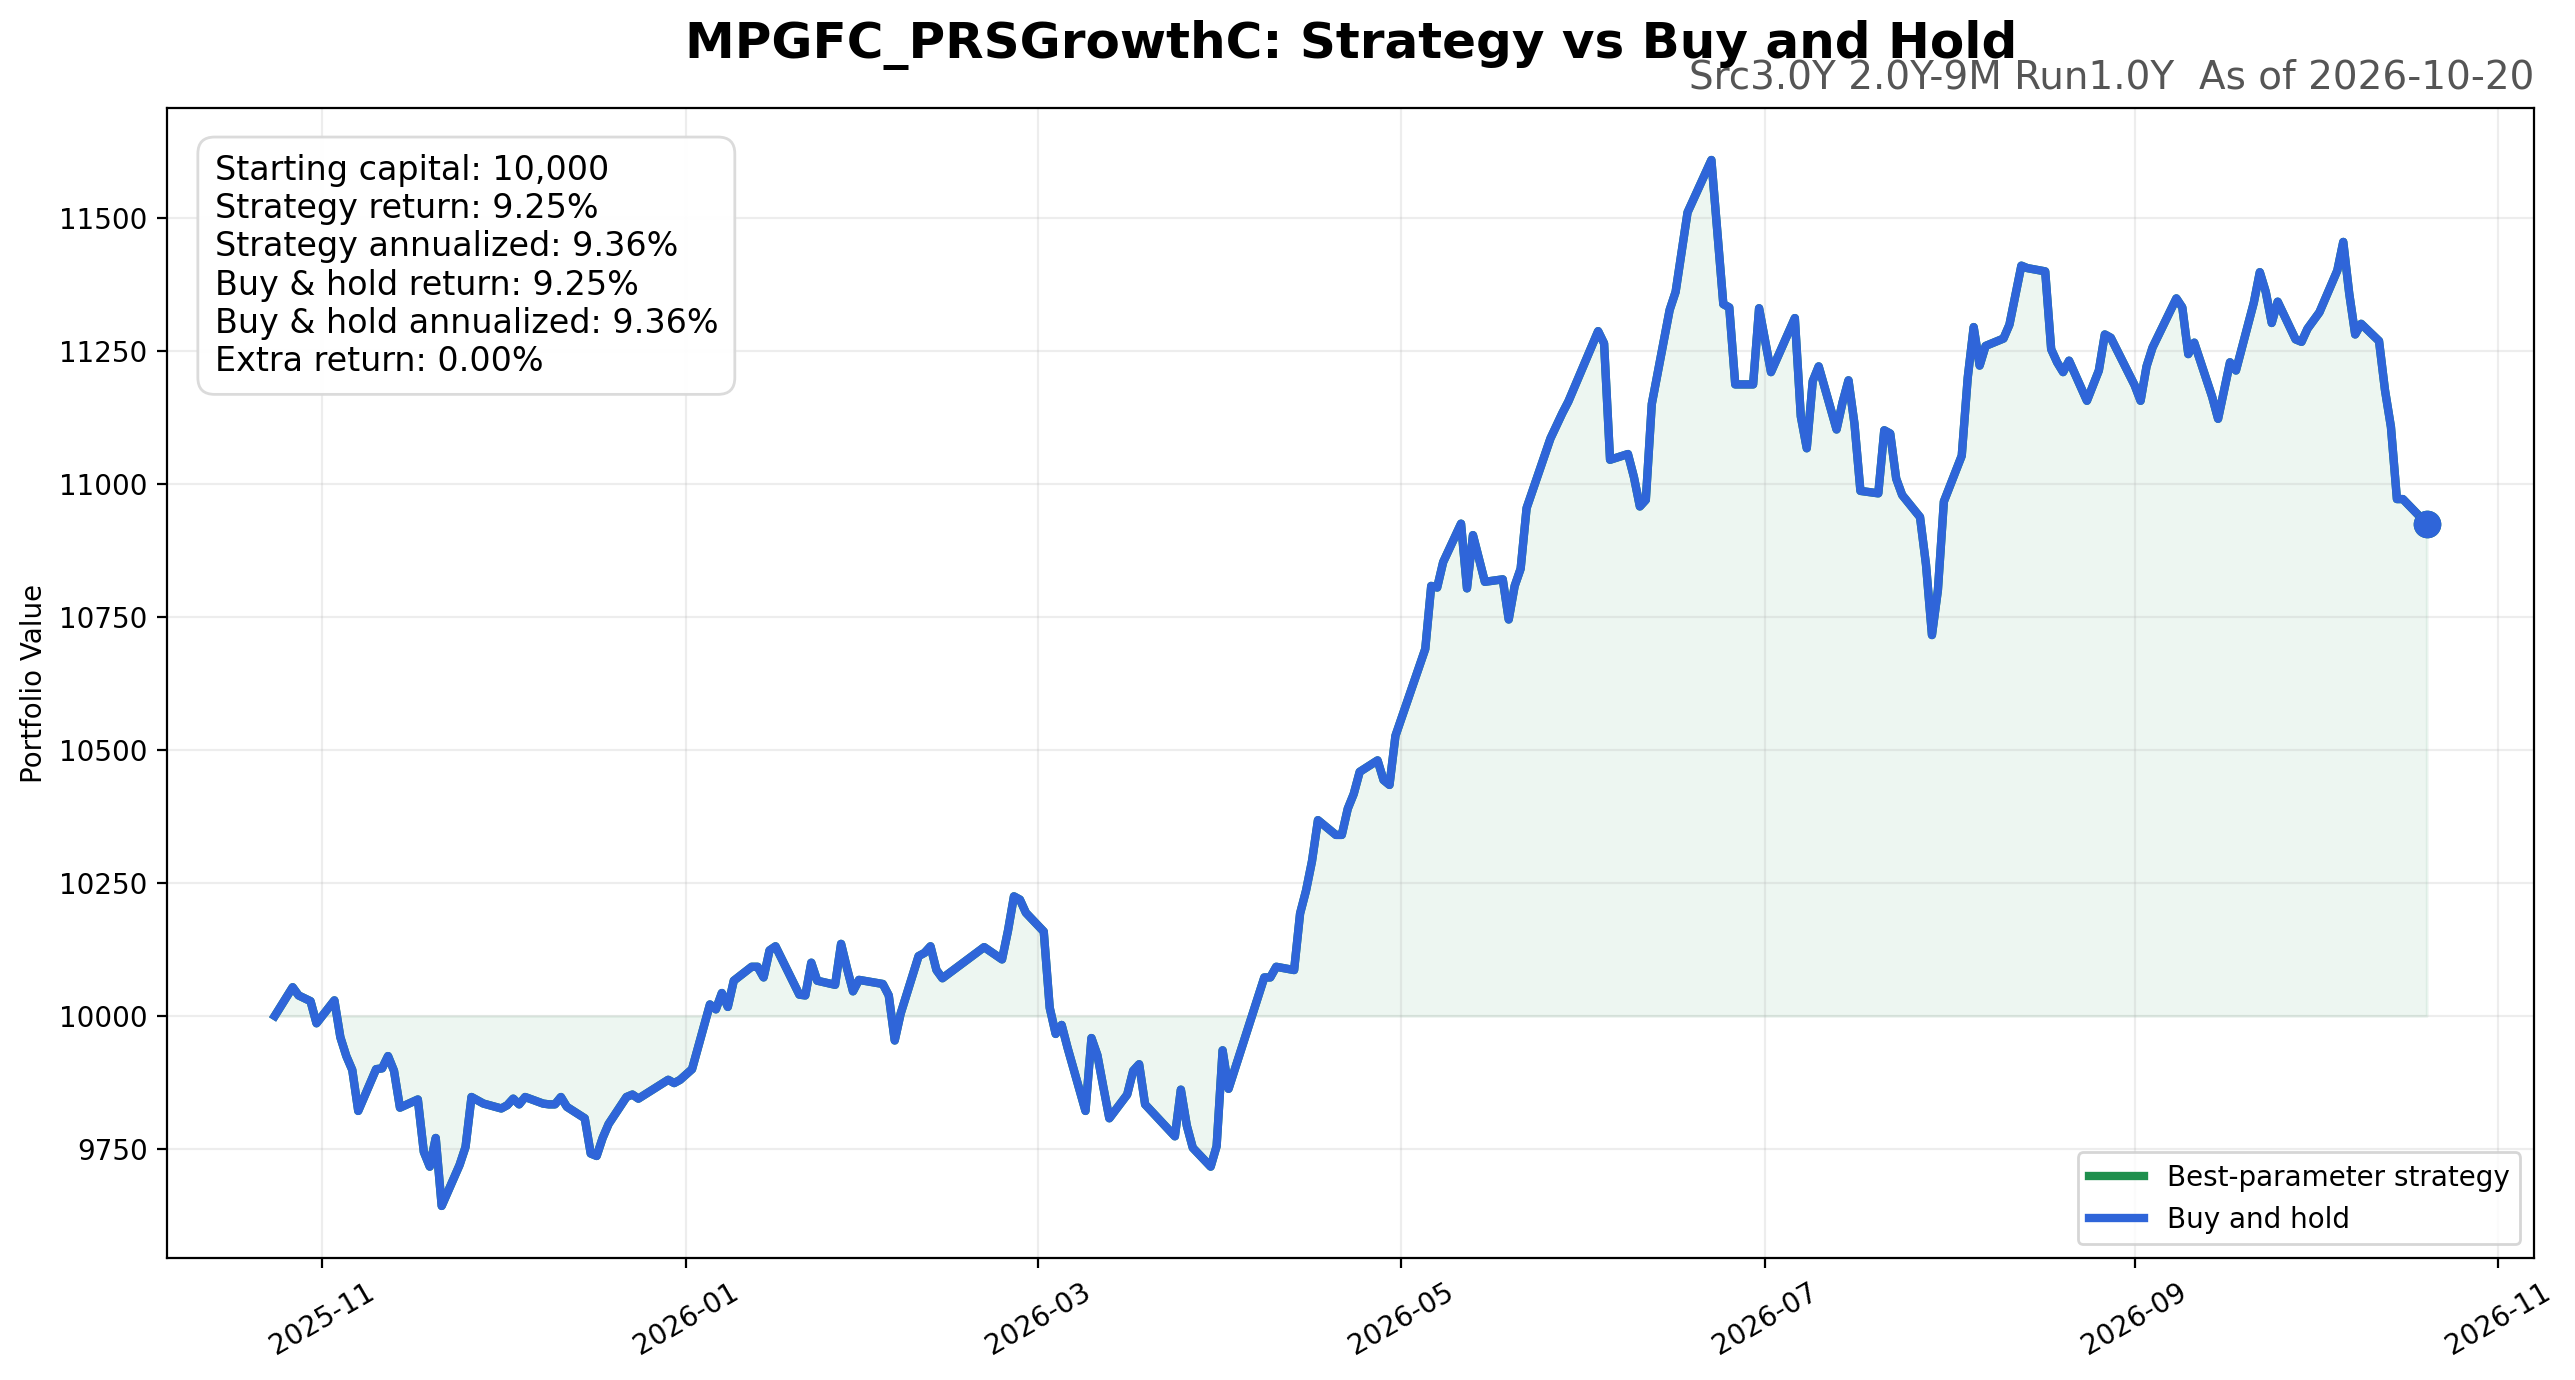 MPGFC_PRSGrowthC: Strategy vs Buy and Hold
Src3.0Y 2.0Y-9M Run1.0Y  As of 2026-10-20
Starting capital: 10,000
Strategy return: 9.25%
Strategy annualized: 9.36%
Buy & hold return: 9.25%
Buy & hold annualized: 9.36%
Extra return: 0.00%
Portfolio Value
11500
11250
11000
10750
10500
10250
10000
9750
Best-parameter strategy
Buy and hold
2025-11
2026-01
2026-03
2026-05
2026-07
2026-09
2026-11